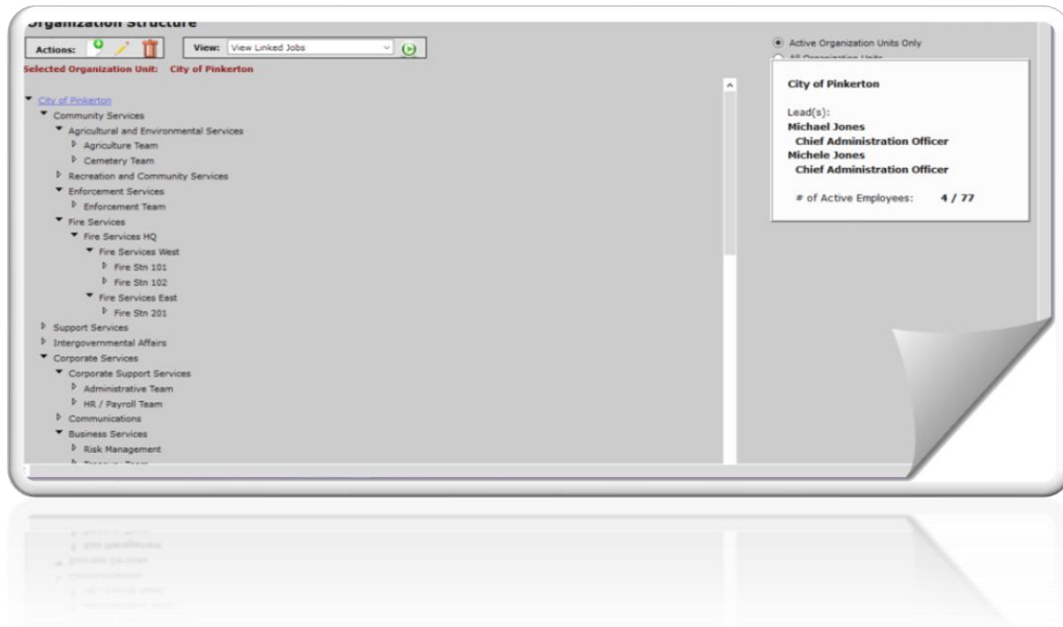 Organization Structure
Actions:
View: View Linked Jobs
Selected Organization Unit: City of Pinkerton
City of Pinkerton
Community Services
Agricultural and Environmental Services
Agriculture Team
Cemetery Team
Recreation and Community Services
Enforcement Services
Enforcement Team
Fire Services
Fire Services HQ
Fire Services West
Fire Stn 101
Fire Stn 102
Fire Services East
Fire Stn 201
Support Services
Intergovernmental Affairs
Corporate Services
Corporate Support Services
Administrative Team
HR / Payroll Team
Communications
Business Services
Risk Management
Treasury Team
Active Organization Units Only
All Organization Units
City of Pinkerton
Lead(s):
Michael Jones
Chief Administration Officer
Michele Jones
Chief Administration Officer
# of Active Employees: 4 / 77